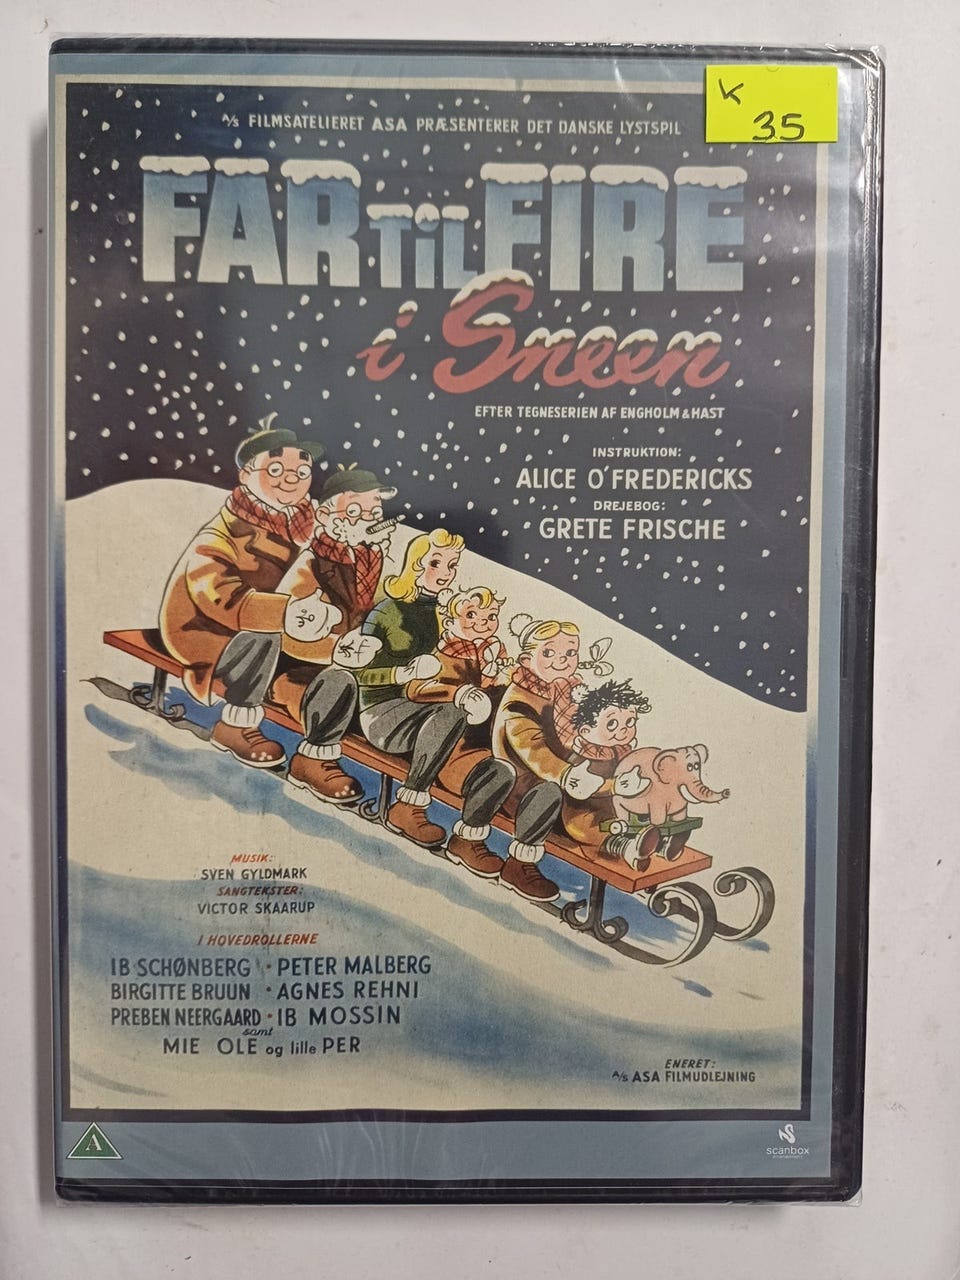 K
35
A/S FILMSATELIERET ASA PRÆSENTERER DET DANSKE LYSTSPIL
FAR TiL FIRE
i Sneen
EFTER TEGNESERIEN AF ENGHOLM & HAST
INSTRUKTION:
ALICE O'FREDERICKS
DREJEBOG:
GRETE FRISCHE
MUSIK:
SVEN GYLDMARK
SANGTEKSTER:
VICTOR SKAARUP
I HOVEDROLLERNE
IB SCHØNBERG • PETER MALBERG
BIRGITTE BRUUN • AGNES REHNI
PREBEN NEERGAARD • IB MOSSIN
samt
MIE OLE og lille PER
ENERET:
A/S ASA FILMUDLEJNING
A
scanbox